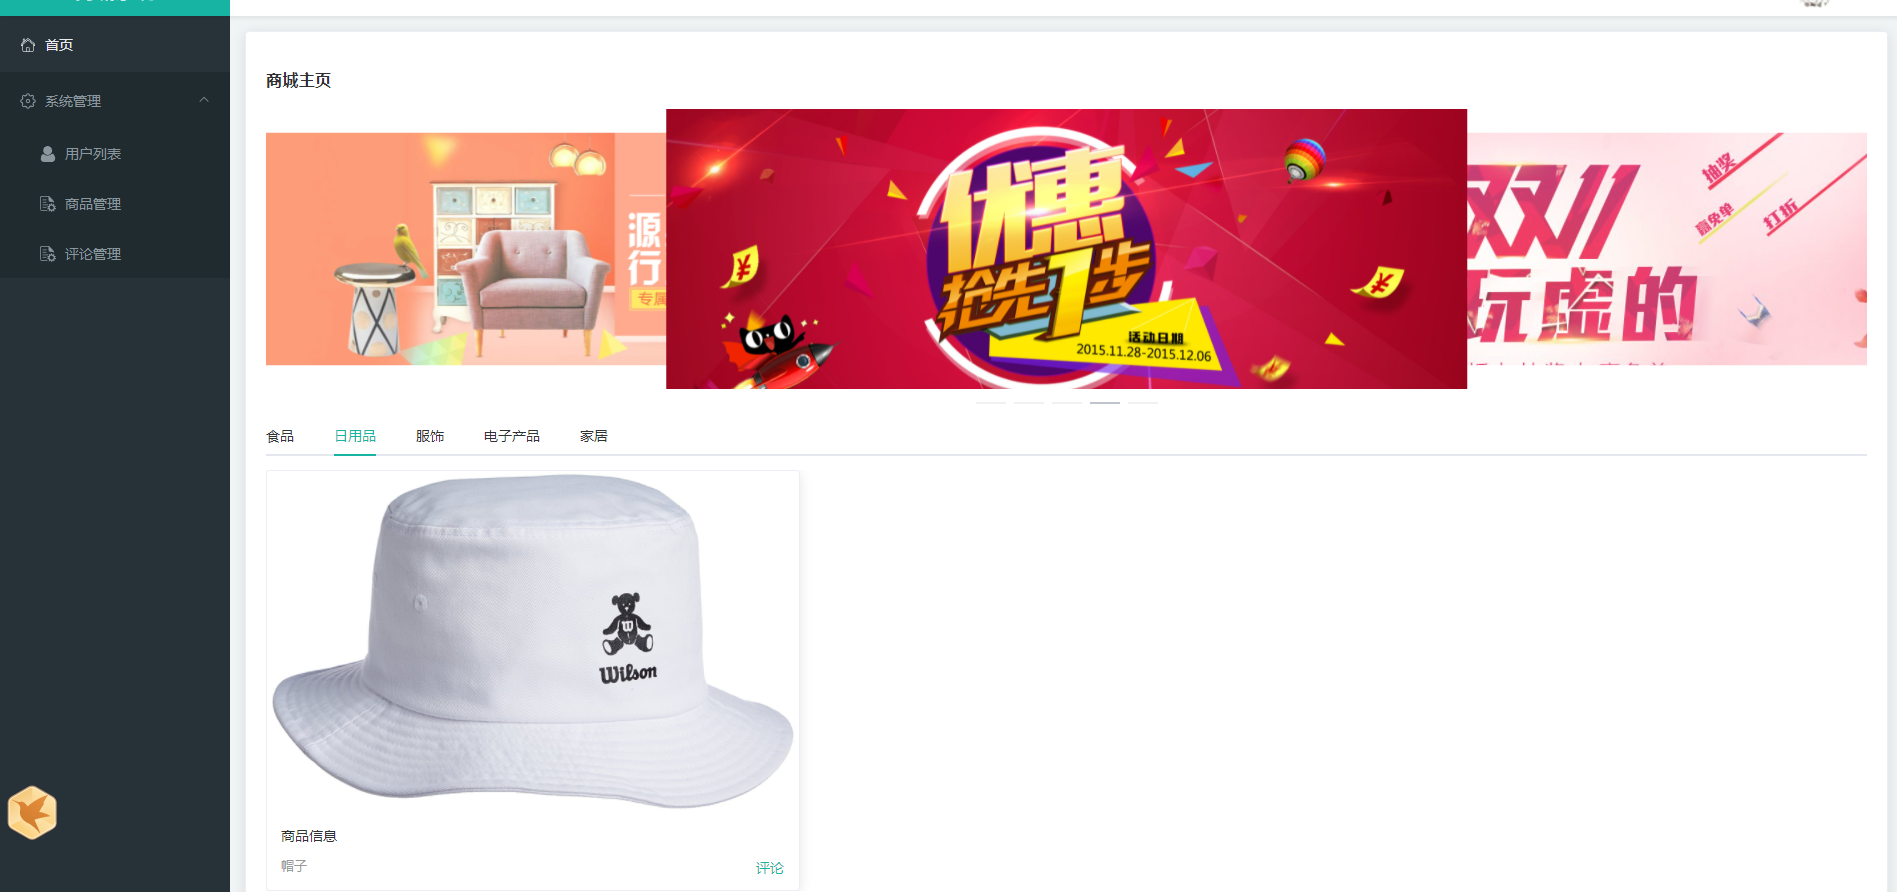 首页
系统管理
用户列表
商品管理
评论管理
商城主页
源
行
专属
优惠
抢先1步
活动日期
2015.11.28-2015.12.06
双11
玩虚的
抽奖
赢免单
打折
食品
日用品
服饰
电子产品
家居
W
Wilson
商品信息
帽子
评论